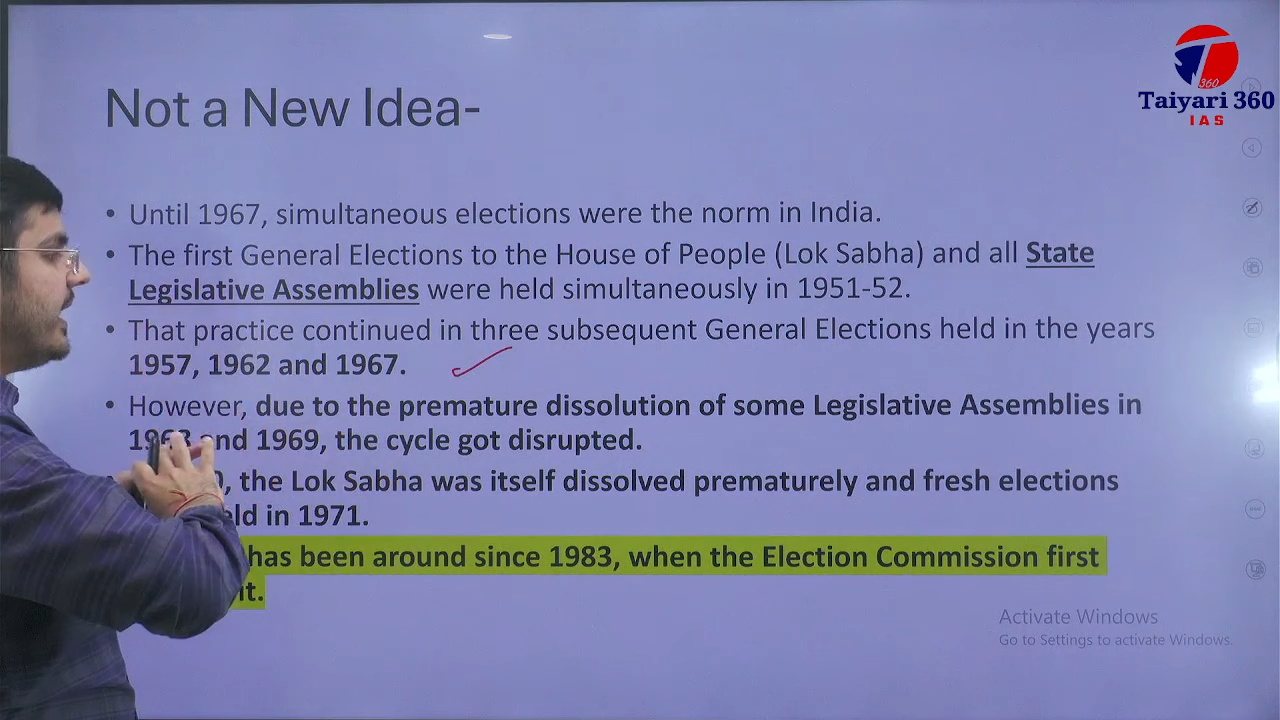 360
Taiyari 360
IAS
Not a New Idea-
• Until 1967, simultaneous elections were the norm in India.
• The first General Elections to the House of People (Lok Sabha) and all State
Legislative Assemblies were held simultaneously in 1951-52.
• That practice continued in three subsequent General Elections held in the years
1957, 1962 and 1967.
• However, due to the premature dissolution of some Legislative Assemblies in
and 1969, the cycle got disrupted.
the Lok Sabha was itself dissolved prematurely and fresh elections
in 1971.
has been around since 1983, when the Election Commission first
it.
Activate Windows
Go to Settings to activate Windows.